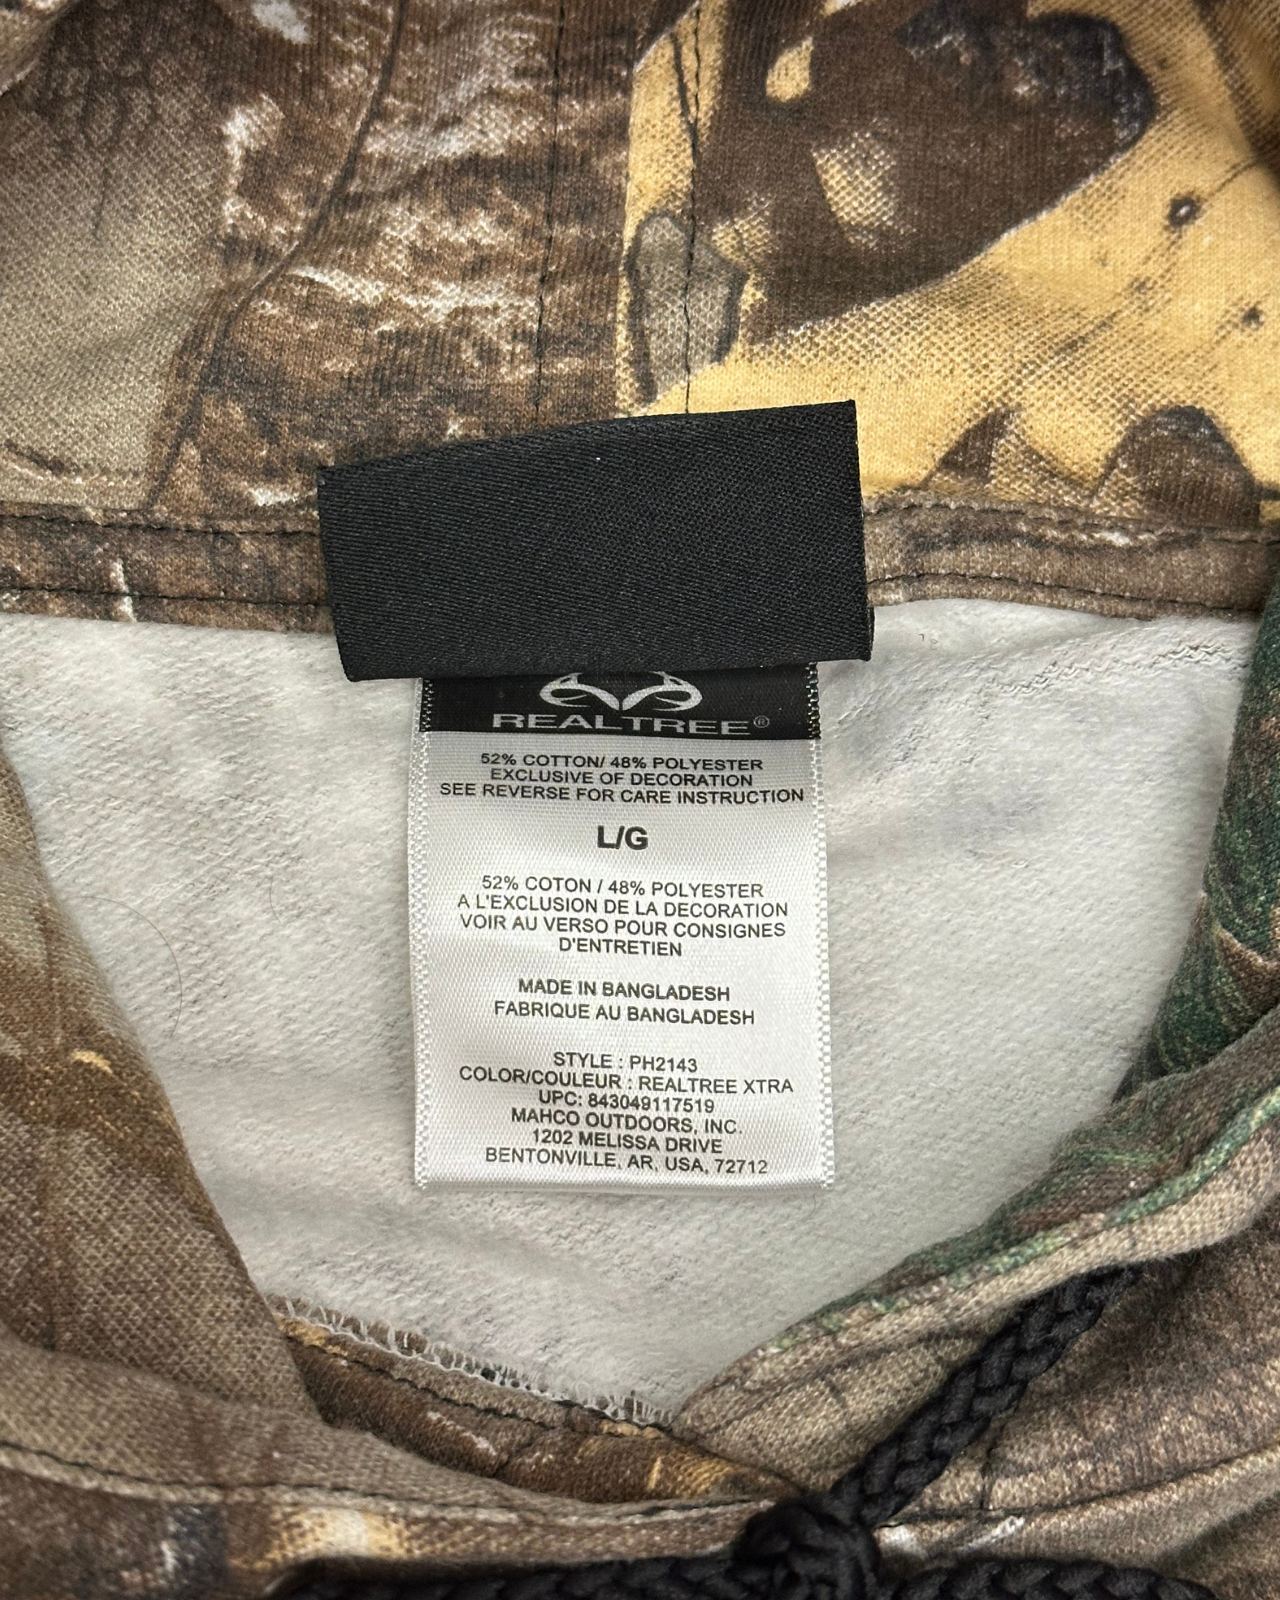 REALTREE®
52% COTTON/ 48% POLYESTER
EXCLUSIVE OF DECORATION
SEE REVERSE FOR CARE INSTRUCTION
L/G
52% COTON / 48% POLYESTER
A L'EXCLUSION DE LA DECORATION
VOIR AU VERSO POUR CONSIGNES
D'ENTRETIEN
MADE IN BANGLADESH
FABRIQUE AU BANGLADESH
STYLE : PH2143
COLOR/COULEUR : REALTREE XTRA
UPC: 843049117519
MAHCO OUTDOORS, INC.
1202 MELISSA DRIVE
BENTONVILLE, AR, USA, 72712